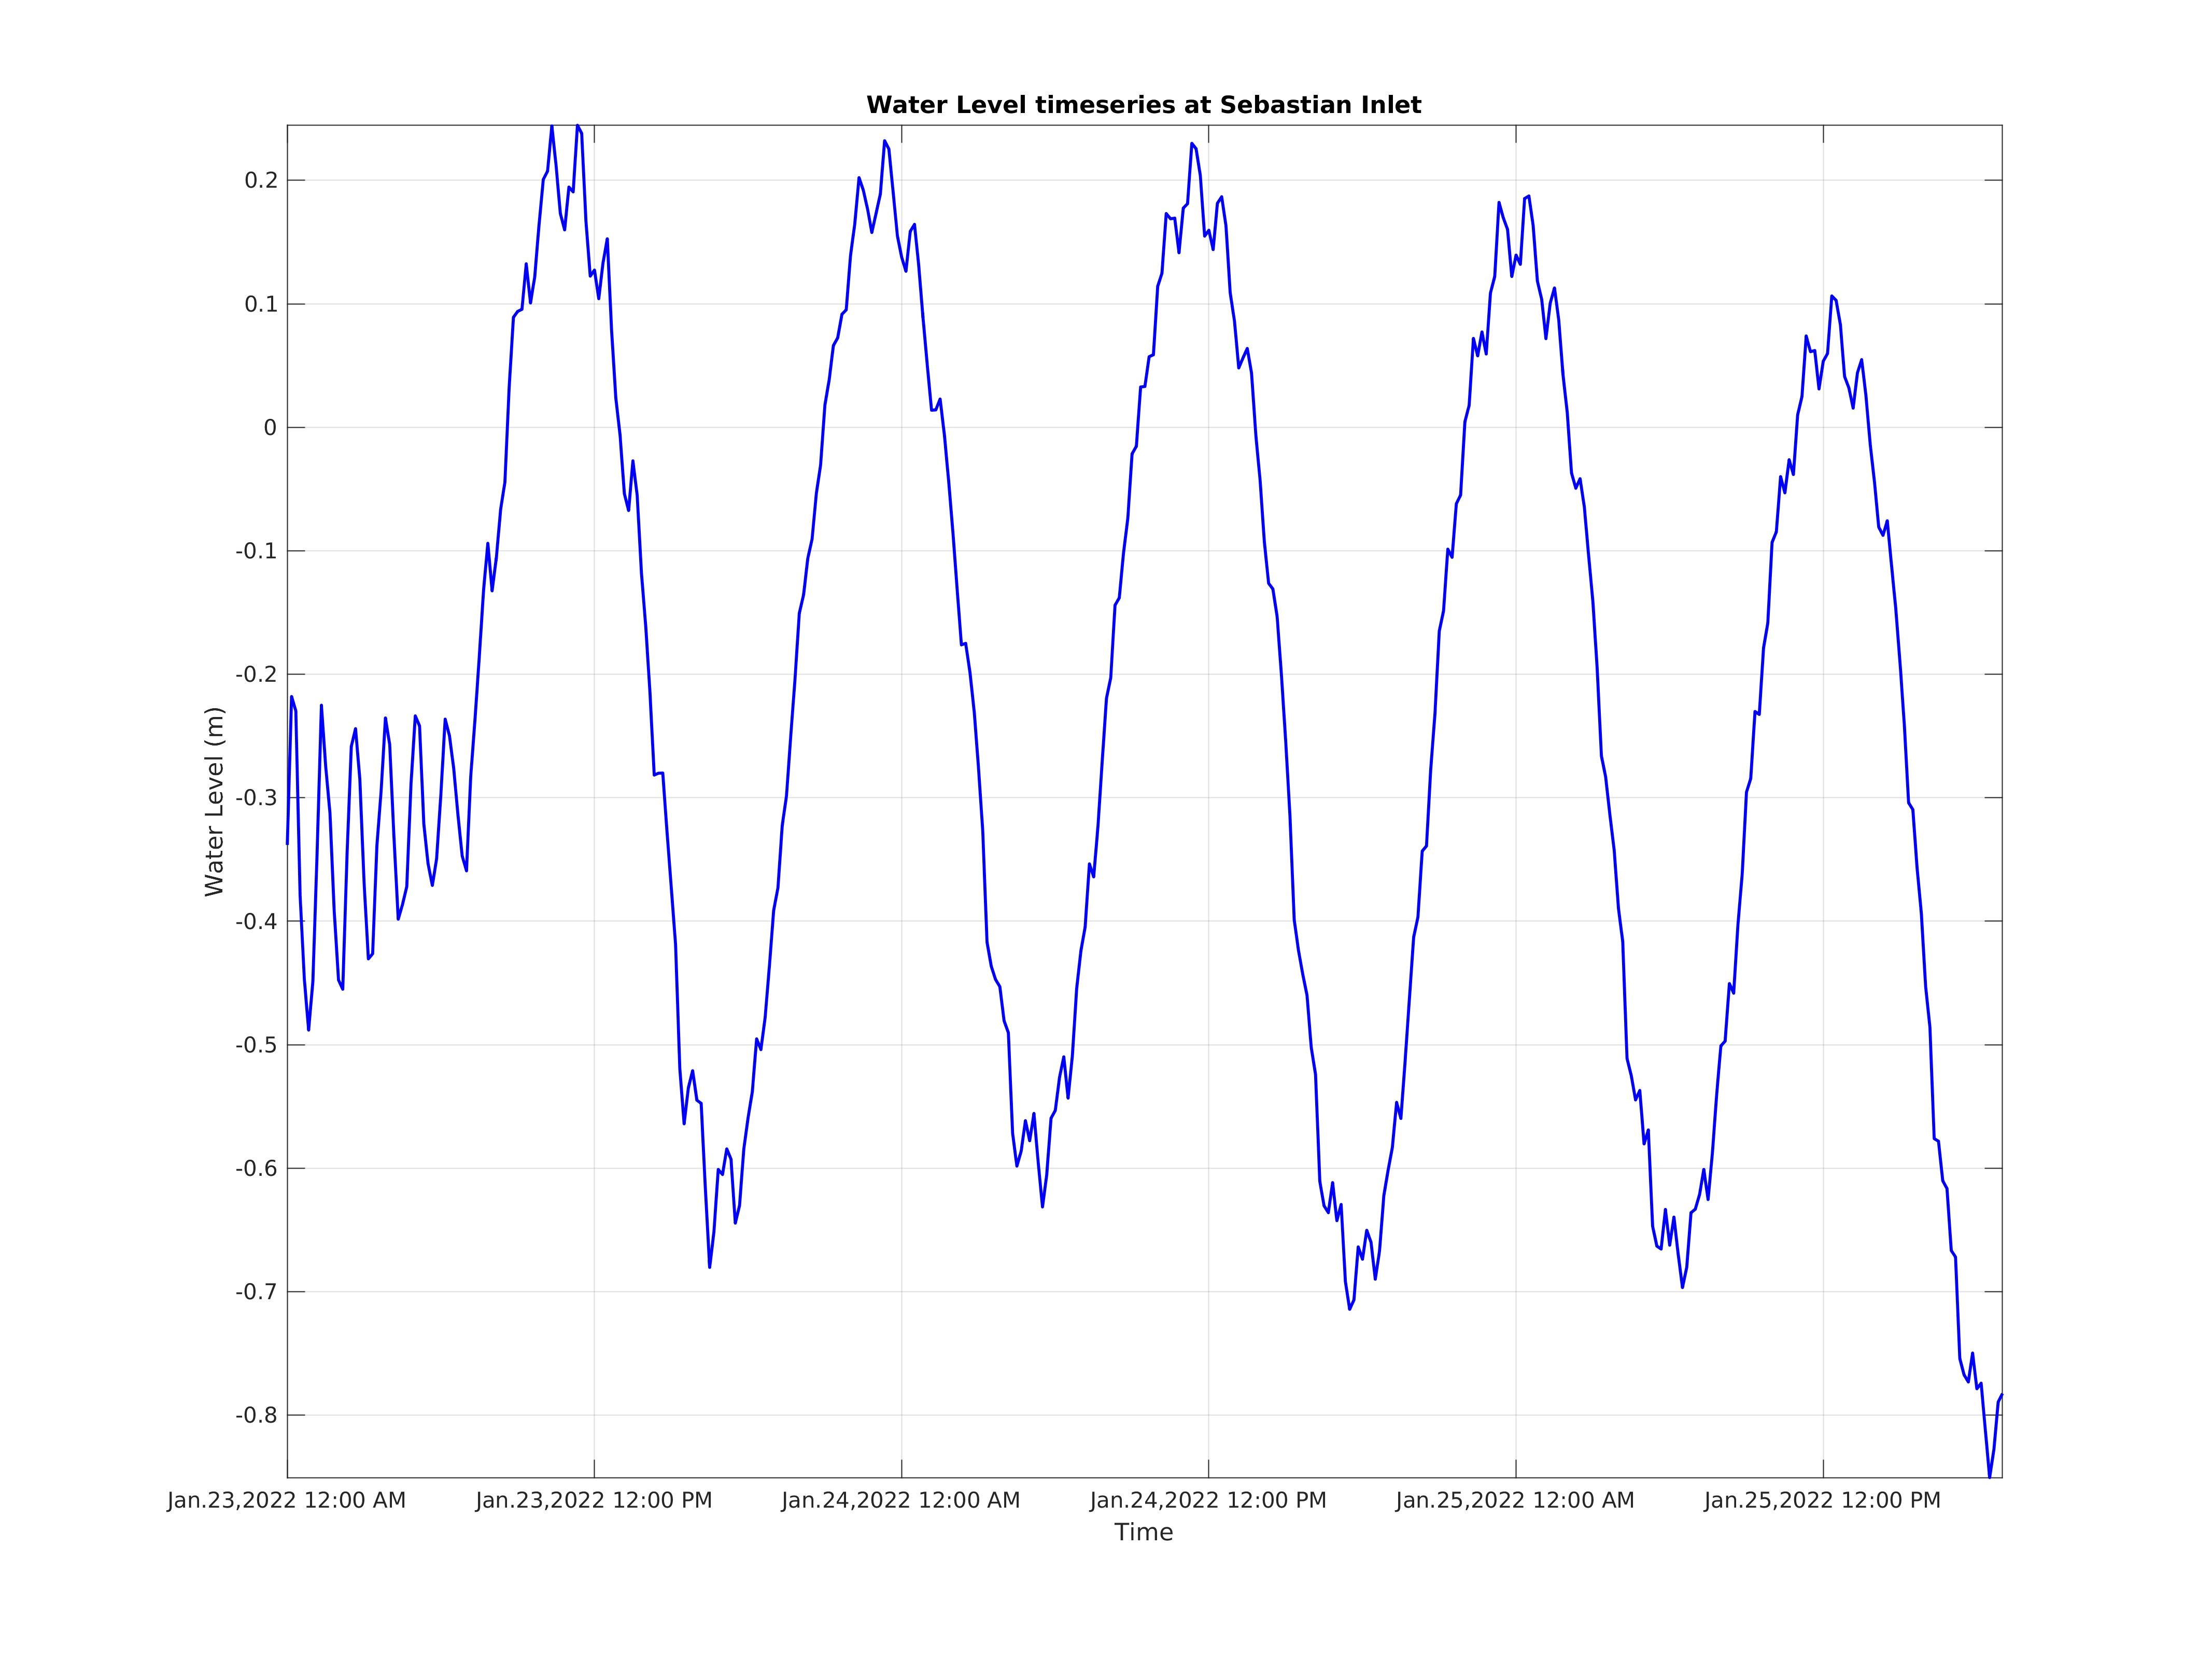 Water Level timeseries at Sebastian Inlet
0.2
0.1
0
-0.1
-0.2
-0.3
-0.4
-0.5
-0.6
-0.7
-0.8
Water Level (m)
Jan.23,2022 12:00 AM
Jan.23,2022 12:00 PM
Jan.24,2022 12:00 AM
Jan.24,2022 12:00 PM
Jan.25,2022 12:00 AM
Jan.25,2022 12:00 PM
Time